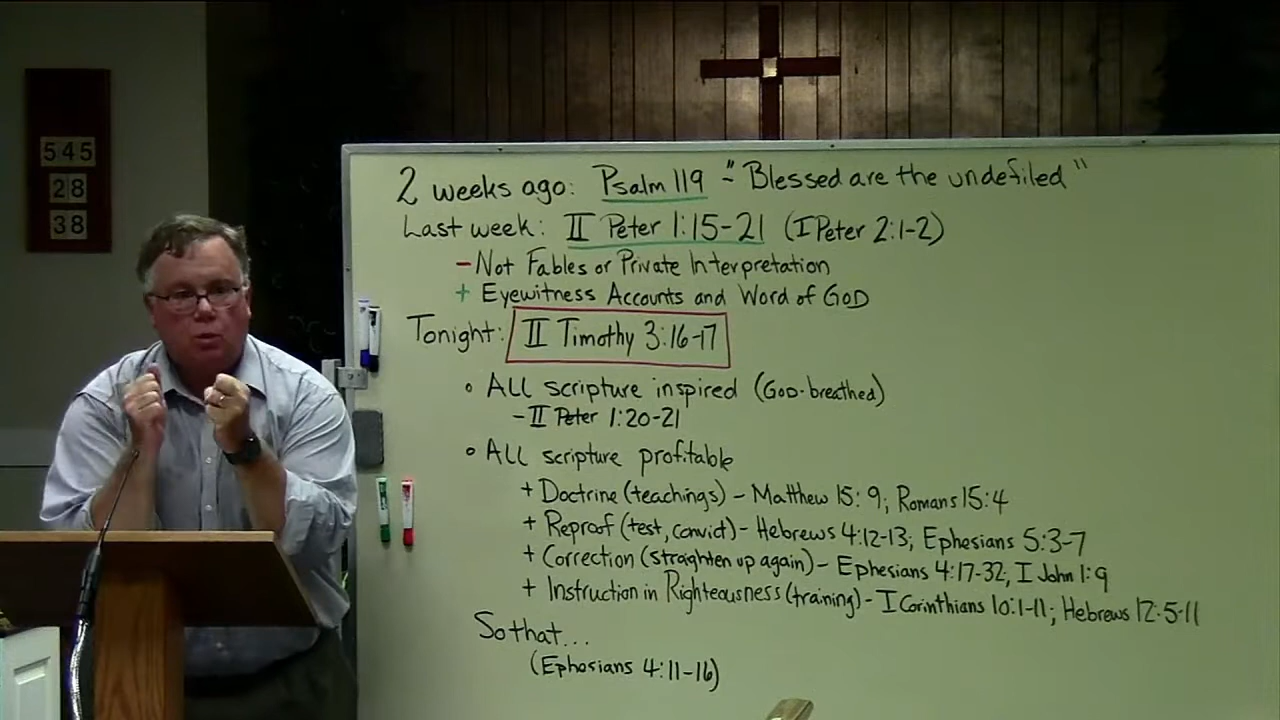 545
28
38
2 weeks ago: Psalm 119 - "Blessed are the undefiled"
Last week: II Peter 1:15-21 (I Peter 2:1-2)
- Not Fables or Private Interpretation
+ Eyewitness Accounts and Word of GOD
Tonight: II Timothy 3:16-17
• ALL scripture inspired (GOD-breathed)
- II Peter 1:20-21
• ALL scripture profitable
+ Doctrine (teachings) - Matthew 15:9; Romans 15:4
+ Reproof (test, convict) - Hebrews 4:12-13; Ephesians 5:3-7
+ Correction (straighten up again) - Ephesians 4:17-32, I John 1:9
+ Instruction in Righteousness (training) - I Corinthians 10:1-11; Hebrews 12:5-11
So that...
(Ephesians 4:11-16)